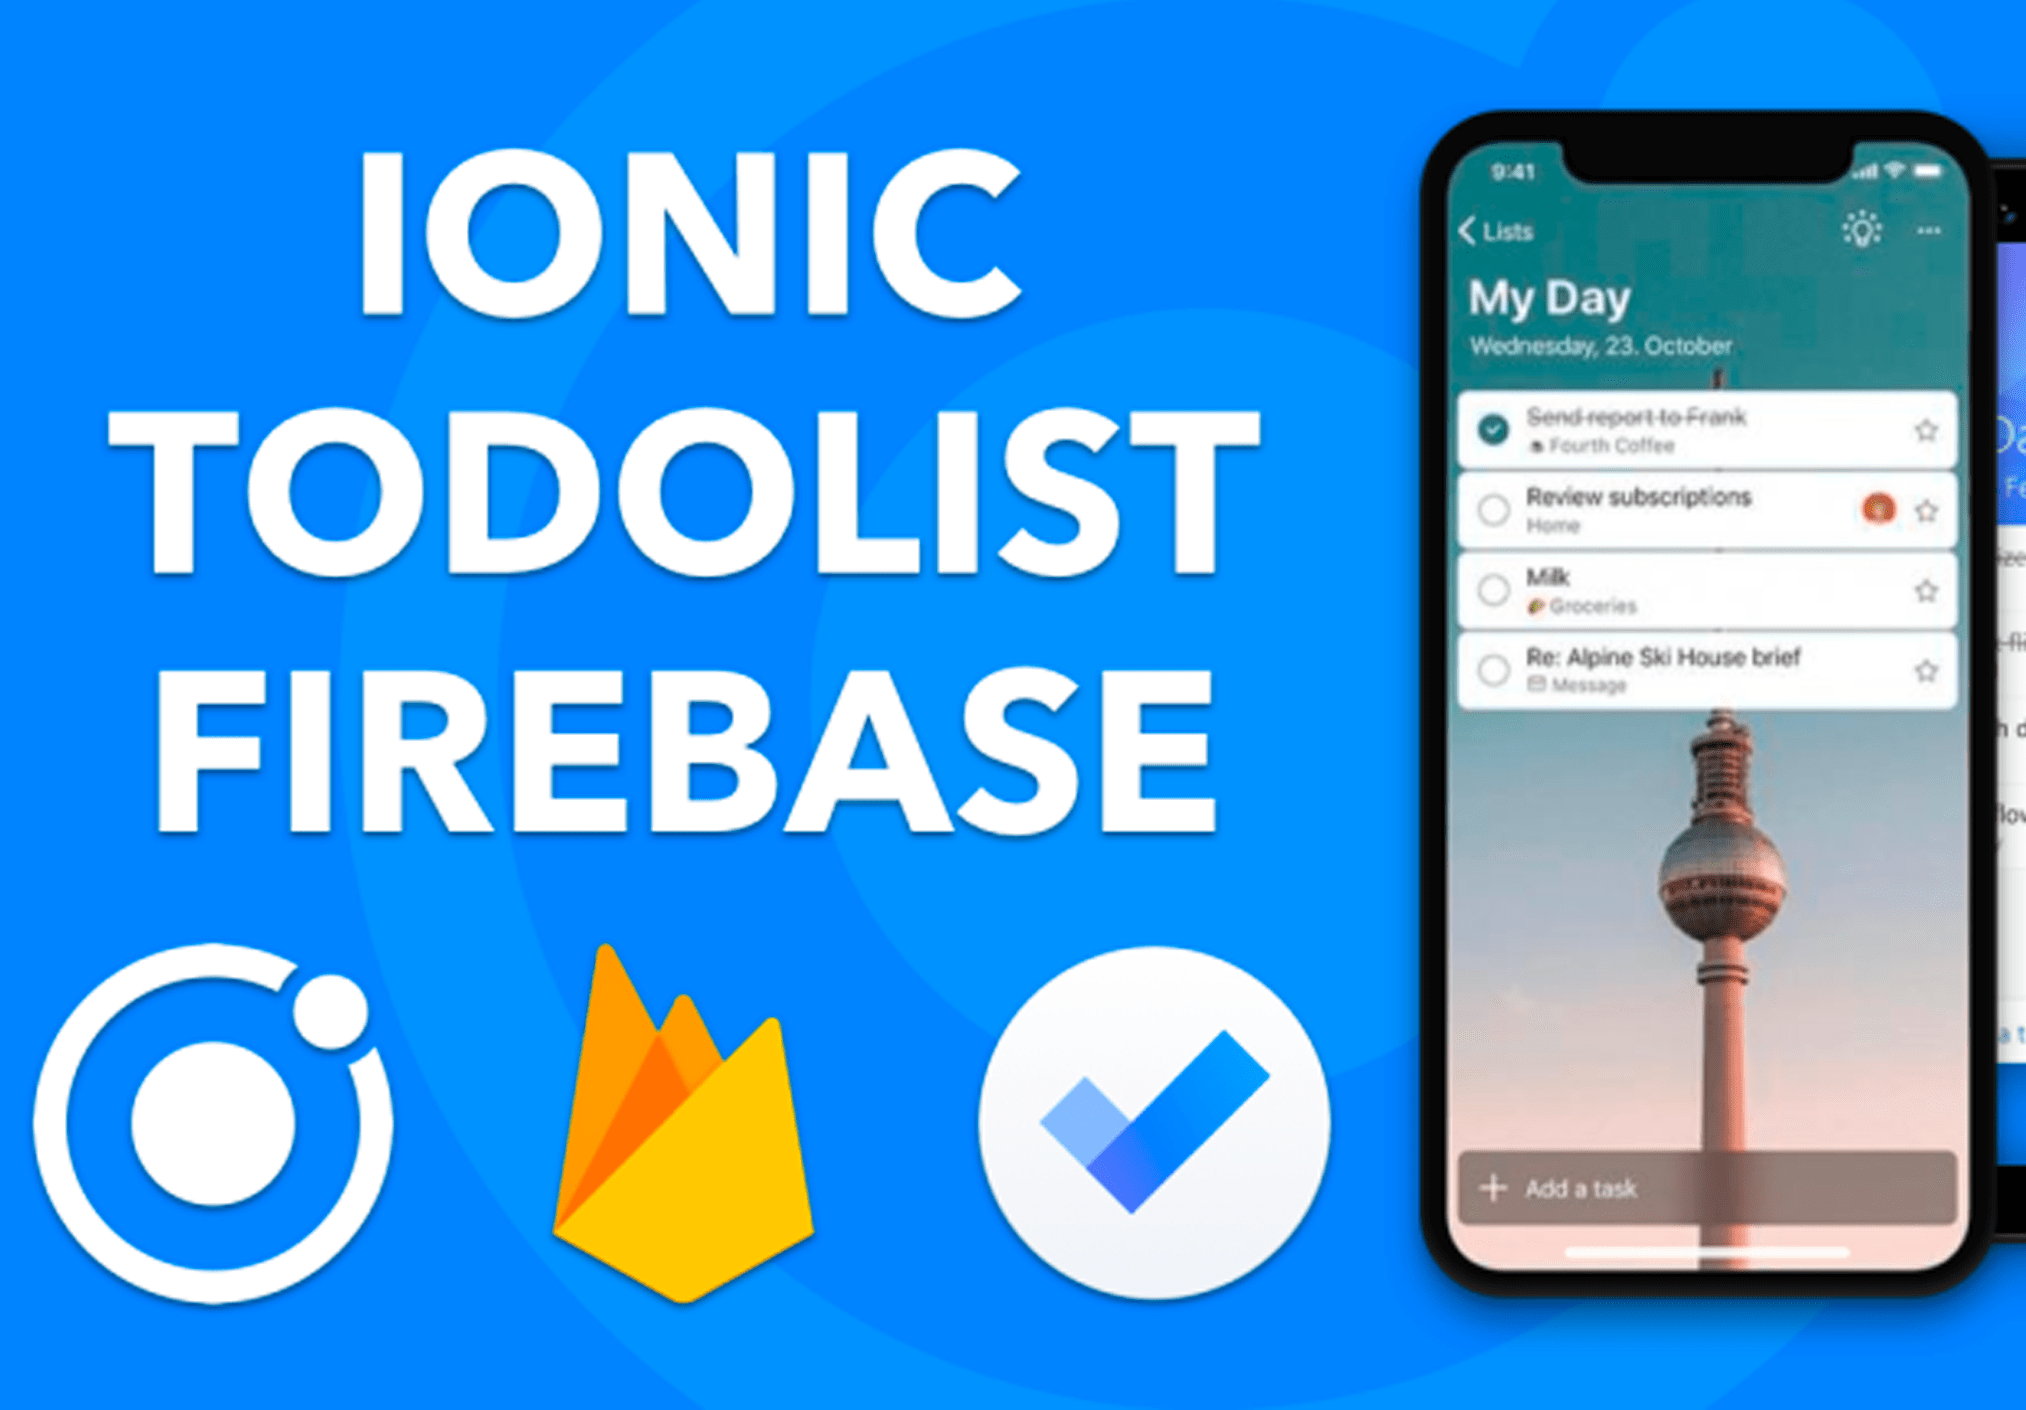 IONIC
TODOLIST
FIREBASE
9:41
Lists
My Day
Wednesday, 23. October
Send report to Frank
Fourth Coffee
Review subscriptions
Home
Milk
Groceries
Re: Alpine Ski House brief
Message
Add a task